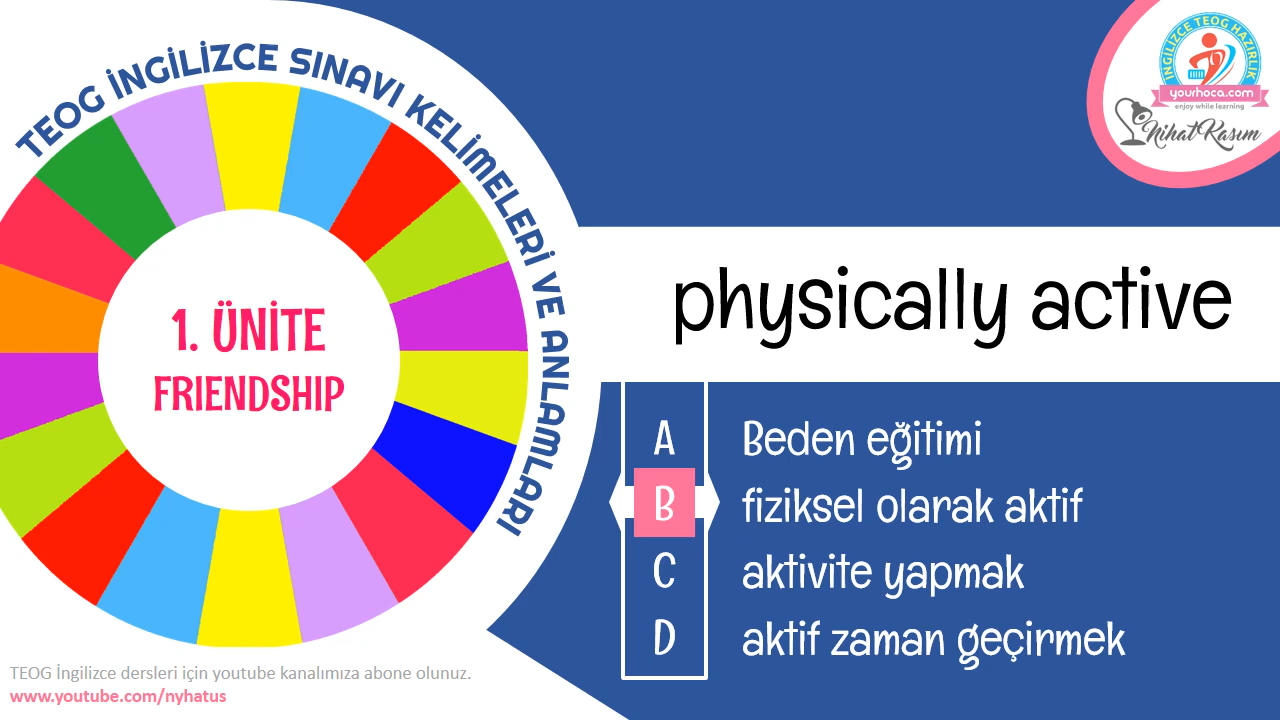 TEOG İNGİLİZCE SINAVI KELİMELERİ VE ANLAMLARI
İNGİLİZCE TEOG HAZIRLIK
yourhoca.com
enjoy while learning
Nihat Kasım
1. ÜNİTE
FRIENDSHIP
physically active
A Beden eğitimi
B fiziksel olarak aktif
C aktivite yapmak
D aktif zaman geçirmek
TEOG İngilizce dersleri için youtube kanalımıza abone olunuz.
www.youtube.com/nyhatus